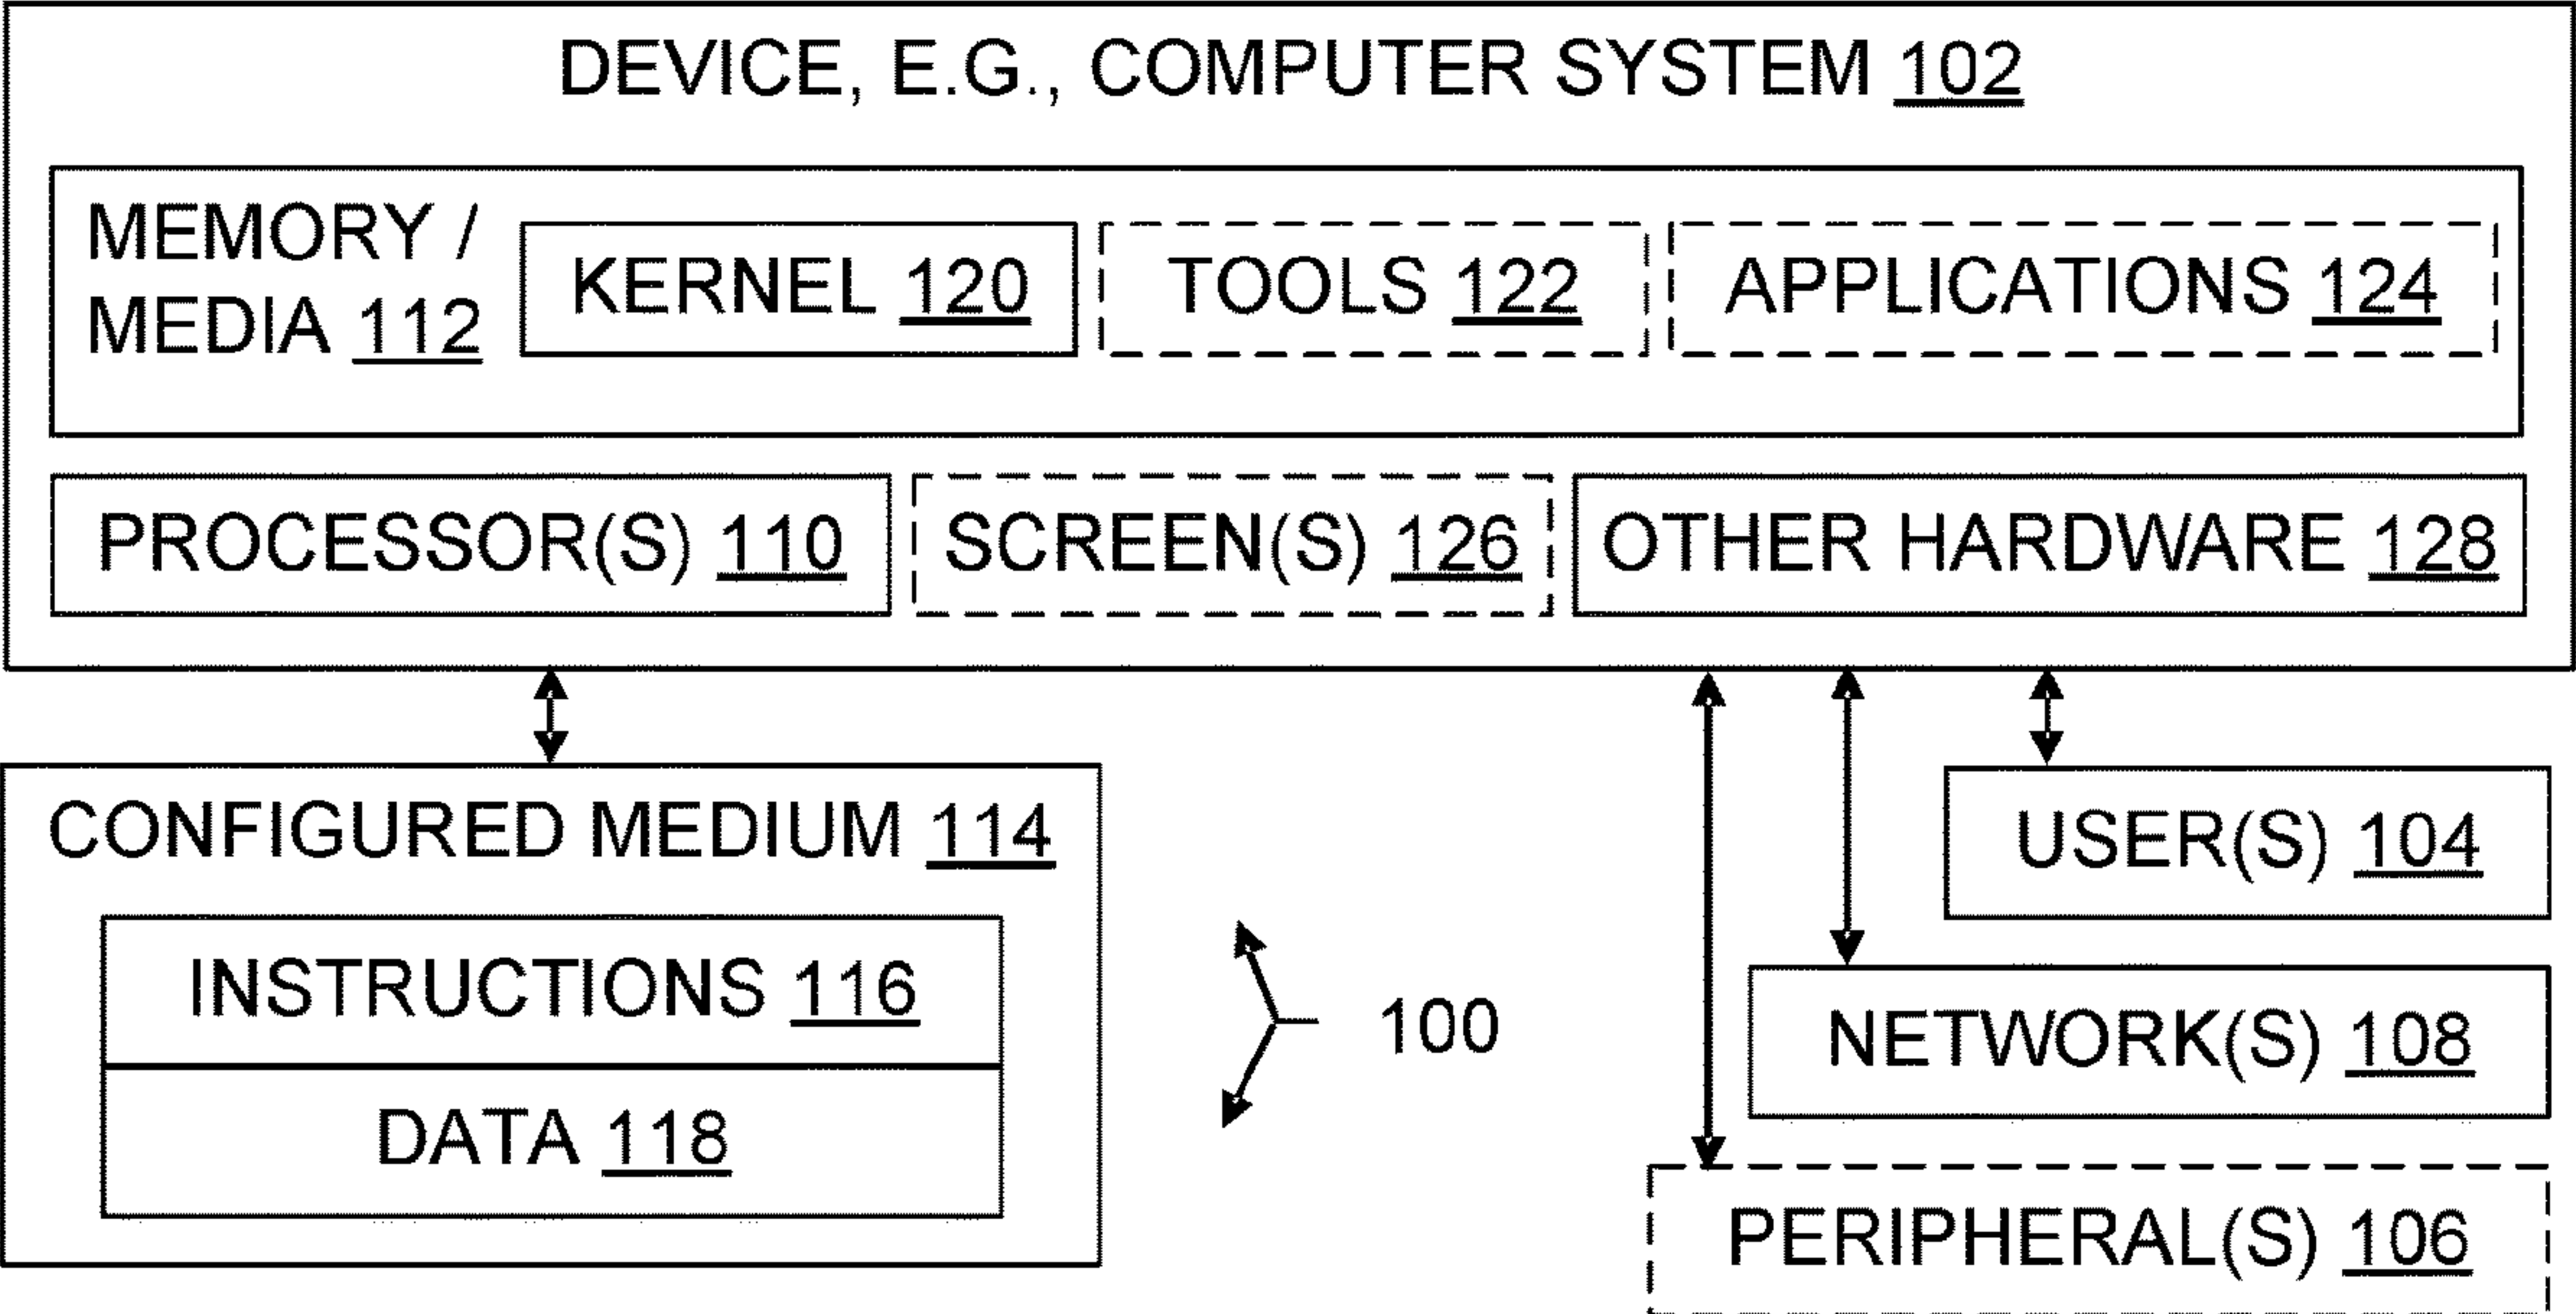 DEVICE, E.G., COMPUTER SYSTEM 102
MEMORY /
MEDIA 112
KERNEL 120
TOOLS 122
APPLICATIONS 124
PROCESSOR(S) 110
SCREEN(S) 126
OTHER HARDWARE 128
CONFIGURED MEDIUM 114
INSTRUCTIONS 116
DATA 118
100
USER(S) 104
NETWORK(S) 108
PERIPHERAL(S) 106